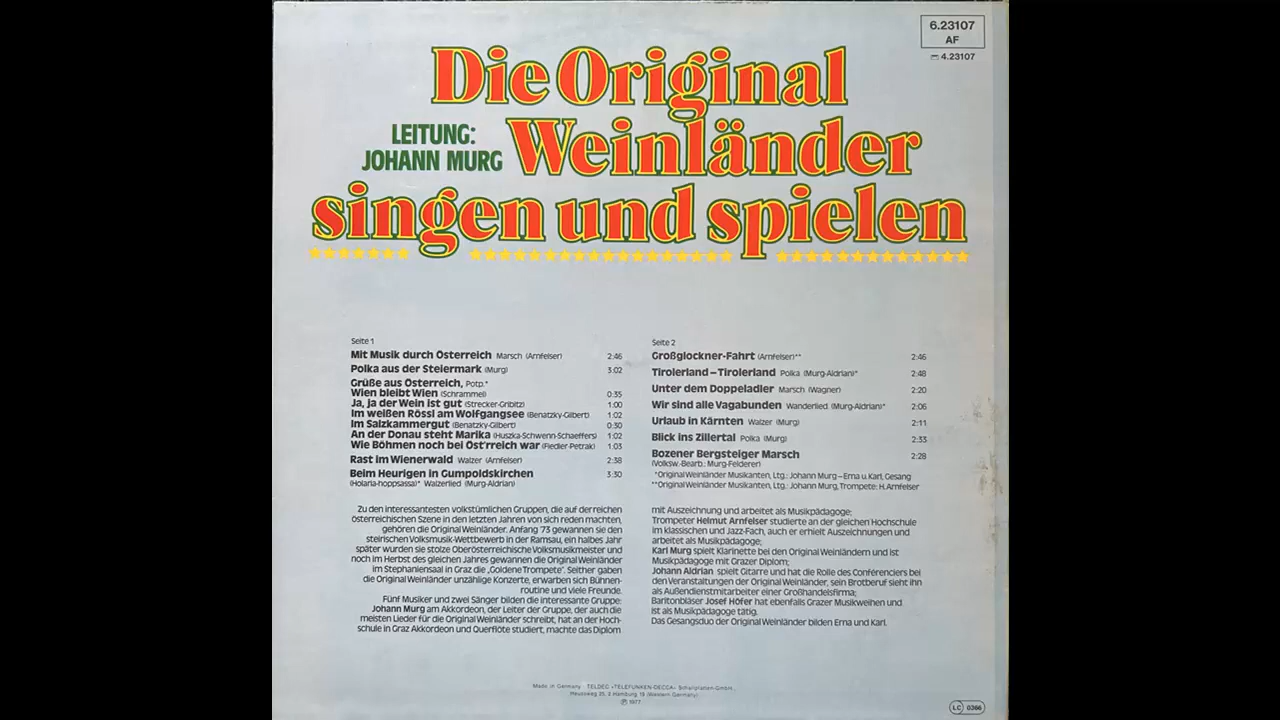 6.23107
AF
4.23107
Die Original
LEITUNG:
JOHANN MURG
Weinländer
singen und spielen
Seite 1
Mit Musik durch Österreich Marsch (Arnfelser) 2:46
Polka aus der Steiermark (Murg) 3:02
Grüße aus Österreich, Potp.*
Wien bleibt Wien (Schrammel) 0:35
Ja, ja der Wein ist gut (Strecker-Gribitz) 1:00
Im weißen Rössl am Wolfgangsee (Benatzky-Gilbert) 1:02
Im Salzkammergut (Benatzky-Gilbert) 0:30
An der Donau steht Marika (Huszka-Schwenn-Schaeffers) 1:02
Wie Böhmen noch bei Öst'rreich war (Fiedler-Petrak) 1:03
Rast im Wienerwald Walzer (Arnfelser) 2:38
Beim Heurigen in Gumpoldskirchen 3:30
(Holaria-hoppsassa)* Walzerlied (Murg-Aldrian)
Seite 2
Großglockner-Fahrt (Arnfelser)** 2:46
Tirolerland – Tirolerland Polka (Murg-Aldrian)* 2:48
Unter dem Doppeladler Marsch (Wagner) 2:20
Wir sind alle Vagabunden Wanderlied (Murg-Aldrian)* 2:06
Urlaub in Kärnten Walzer (Murg) 2:11
Blick ins Zillertal Polka (Murg) 2:33
Bozener Bergsteiger Marsch 2:28
(Volksw.-Bearb.: Murg-Felderer)
*Original Weinländer Musikanten, Ltg.: Johann Murg – Erna u. Karl, Gesang
**Original Weinländer Musikanten, Ltg.: Johann Murg, Trompete: H. Arnfelser
Zu den interessantesten volkstümlichen Gruppen, die auf der reichen
österreichischen Szene in den letzten Jahren von sich reden machten,
gehören die Original Weinländer. Anfang '73 gewannen sie den
steirischen Volksmusik-Wettbewerb in der Ramsau, ein halbes Jahr
später wurden sie stolze Oberösterreichische Volksmusikmeister und
noch im Herbst des gleichen Jahres gewannen die Original Weinländer
im Stephaniensaal in Graz die „Goldene Trompete". Seither gaben
die Original Weinländer unzählige Konzerte, erwarben sich Bühnen-
routine und viele Freunde.
Fünf Musiker und zwei Sänger bilden die interessante Gruppe:
Johann Murg am Akkordeon, der Leiter der Gruppe, der auch die
meisten Lieder für die Original Weinländer schreibt, hat an der Hoch-
schule in Graz Akkordeon und Querflöte studiert, machte das Diplom
mit Auszeichnung und arbeitet als Musikpädagoge;
Trompeter Helmut Arnfelser studierte an der gleichen Hochschule
im klassischen und Jazz-Fach, auch er erhielt Auszeichnungen und
arbeitet als Musikpädagoge;
Karl Murg spielt Klarinette bei den Original Weinländern und ist
Musikpädagoge mit Grazer Diplom;
Johann Aldrian spielt Gitarre und hat die Rolle des Conferenciers bei
den Veranstaltungen der Original Weinländer, sein Brotberuf sieht ihn
als Außendienstmitarbeiter einer Großhandelsfirma;
Baritonbläser Josef Höfer hat ebenfalls Grazer Musikweihen und
ist als Musikpädagoge tätig.
Das Gesangsduo der Original Weinländer bilden Erna und Karl.
Made in Germany TELDEC »TELEFUNKEN-DECCA« Schallplatten-GmbH.,
Heussweg 25, 2 Hamburg 19 (Western Germany)
Ⓟ 1977
LC 0366